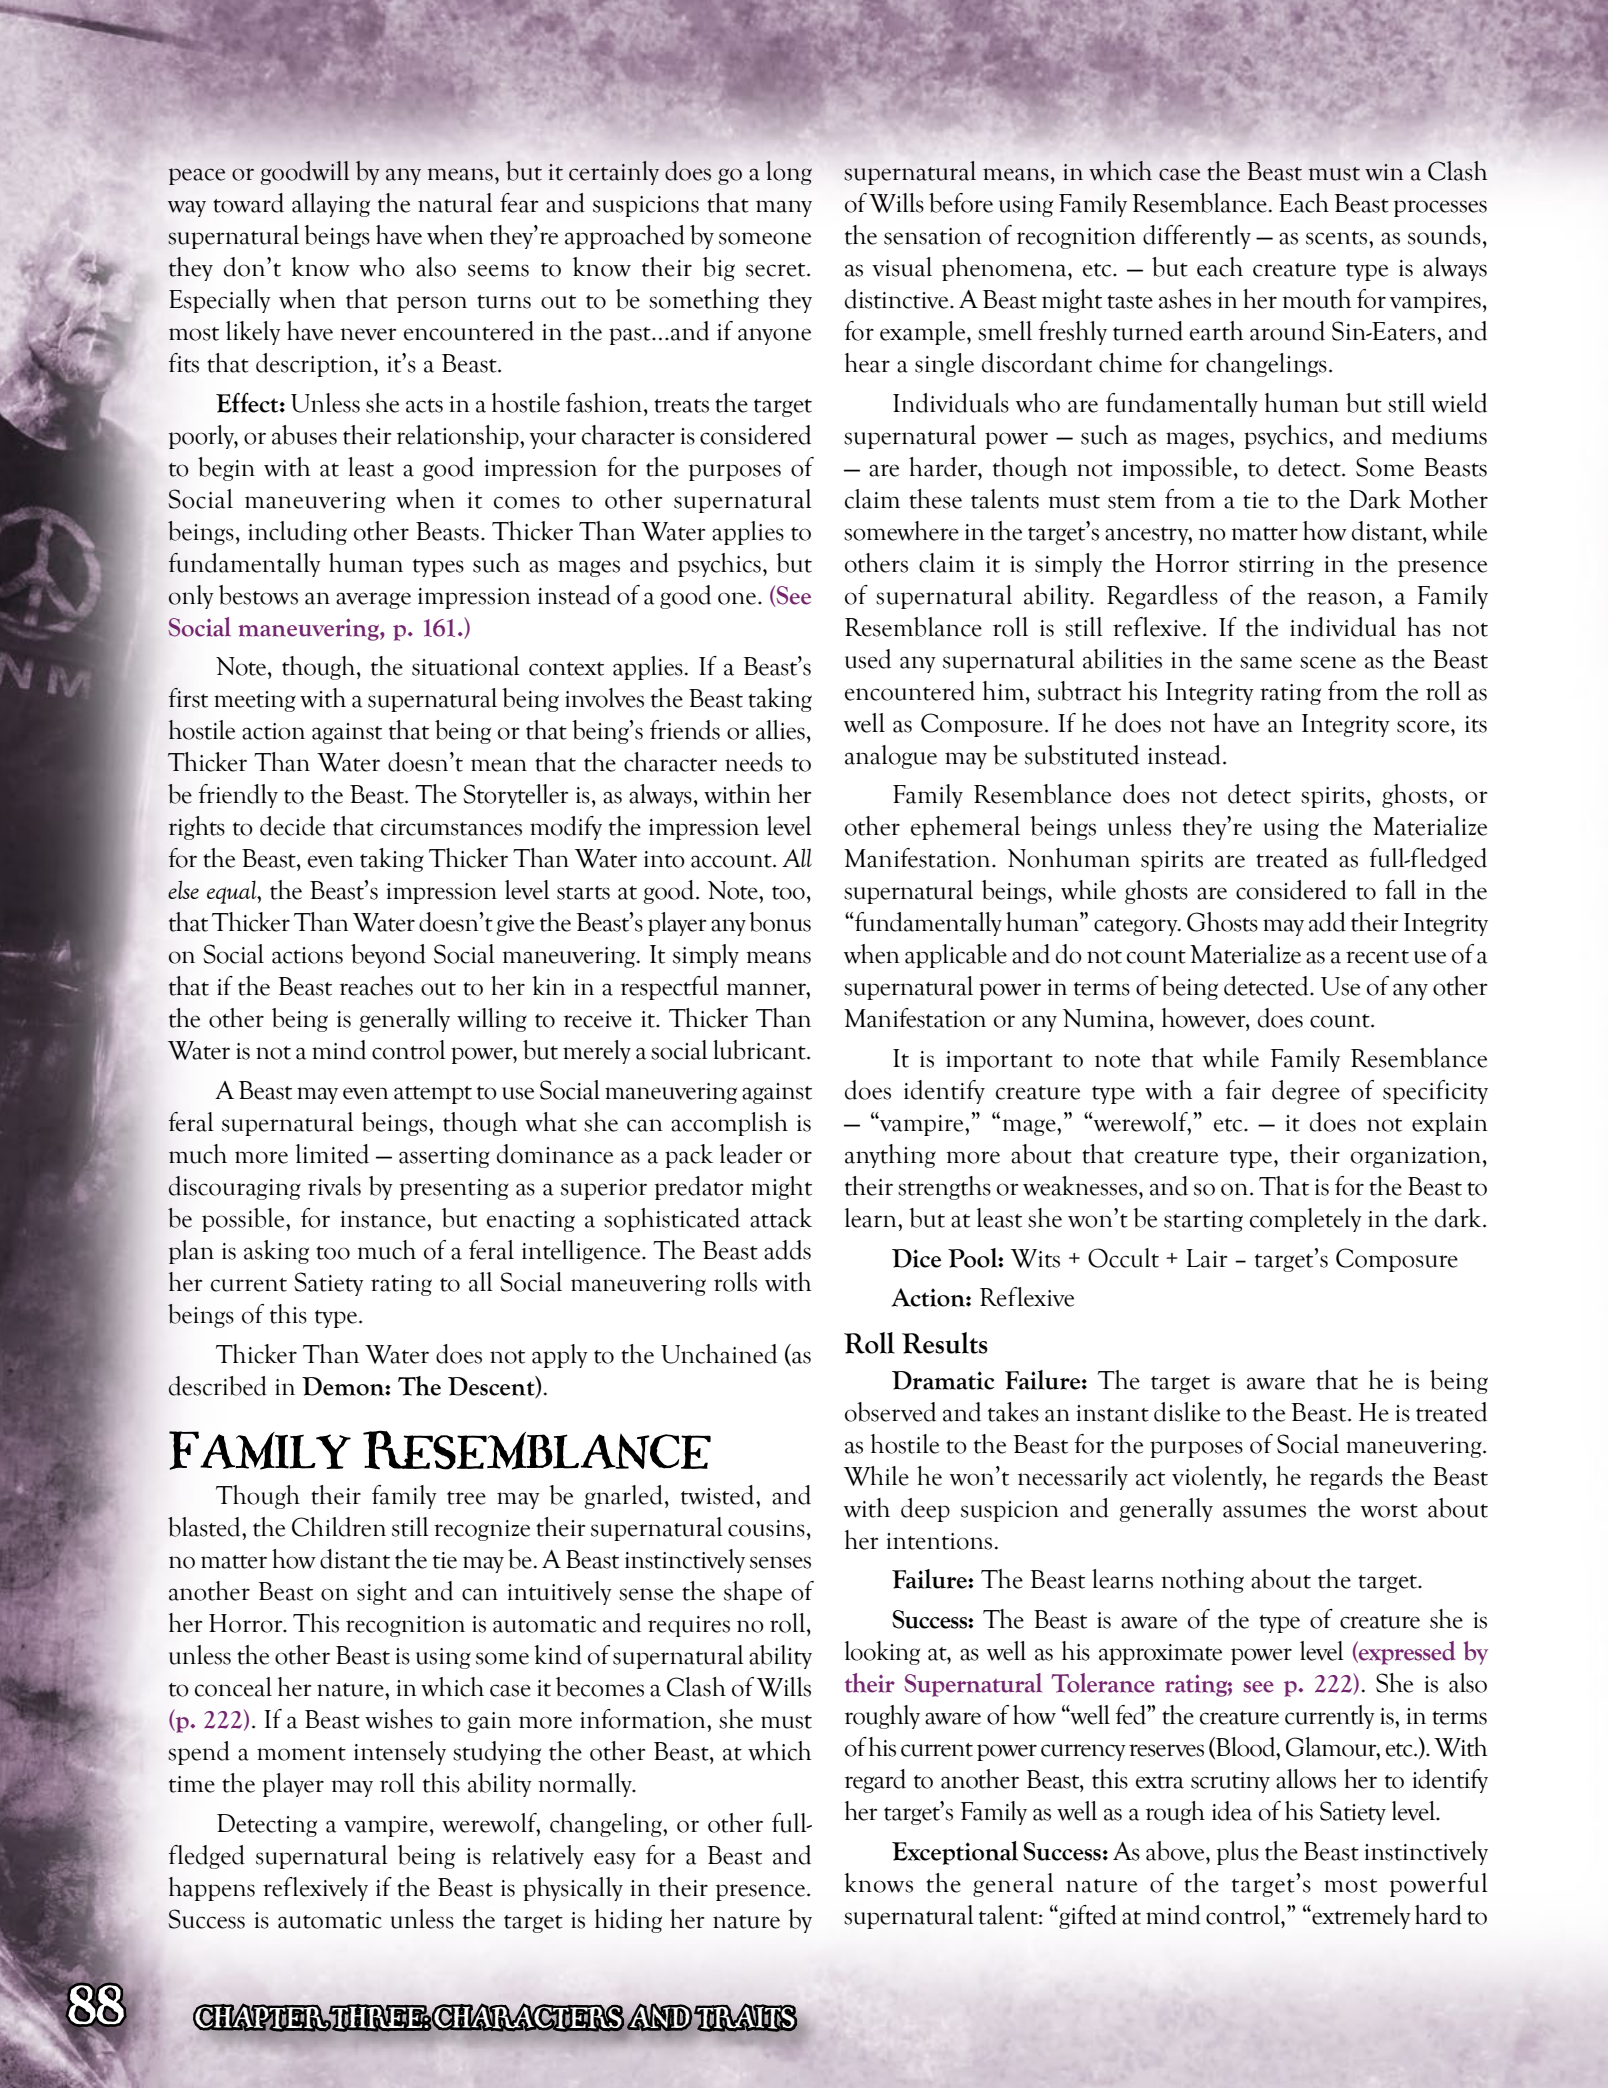 peace or goodwill by any means, but it certainly does go a long
way toward allaying the natural fear and suspicions that many
supernatural beings have when they're approached by someone
they don't know who also seems to know their big secret.
Especially when that person turns out to be something they
most likely have never encountered in the past...and if anyone
fits that description, it's a Beast.
Effect: Unless she acts in a hostile fashion, treats the target
poorly, or abuses their relationship, your character is considered
to begin with at least a good impression for the purposes of
Social maneuvering when it comes to other supernatural
beings, including other Beasts. Thicker Than Water applies to
fundamentally human types such as mages and psychics, but
only bestows an average impression instead of a good one. (See
Social maneuvering, p. 161.)
Note, though, the situational context applies. If a Beast's
first meeting with a supernatural being involves the Beast taking
hostile action against that being or that being's friends or allies,
Thicker Than Water doesn't mean that the character needs to
be friendly to the Beast. The Storyteller is, as always, within her
rights to decide that circumstances modify the impression level
for the Beast, even taking Thicker Than Water into account. All
else equal, the Beast's impression level starts at good. Note, too,
that Thicker Than Water doesn't give the Beast's player any bonus
on Social actions beyond Social maneuvering. It simply means
that if the Beast reaches out to her kin in a respectful manner,
the other being is generally willing to receive it. Thicker Than
Water is not a mind control power, but merely a social lubricant.
A Beast may even attempt to use Social maneuvering against
feral supernatural beings, though what she can accomplish is
much more limited — asserting dominance as a pack leader or
discouraging rivals by presenting as a superior predator might
be possible, for instance, but enacting a sophisticated attack
plan is asking too much of a feral intelligence. The Beast adds
her current Satiety rating to all Social maneuvering rolls with
beings of this type.
Thicker Than Water does not apply to the Unchained (as
described in Demon: The Descent).
FAMILY RESEMBLANCE
Though their family tree may be gnarled, twisted, and
blasted, the Children still recognize their supernatural cousins,
no matter how distant the tie may be. A Beast instinctively senses
another Beast on sight and can intuitively sense the shape of
her Horror. This recognition is automatic and requires no roll,
unless the other Beast is using some kind of supernatural ability
to conceal her nature, in which case it becomes a Clash of Wills
(p. 222). If a Beast wishes to gain more information, she must
spend a moment intensely studying the other Beast, at which
time the player may roll this ability normally.
Detecting a vampire, werewolf, changeling, or other full-
fledged supernatural being is relatively easy for a Beast and
happens reflexively if the Beast is physically in their presence.
Success is automatic unless the target is hiding her nature by
supernatural means, in which case the Beast must win a Clash
of Wills before using Family Resemblance. Each Beast processes
the sensation of recognition differently — as scents, as sounds,
as visual phenomena, etc. — but each creature type is always
distinctive. A Beast might taste ashes in her mouth for vampires,
for example, smell freshly turned earth around Sin-Eaters, and
hear a single discordant chime for changelings.
Individuals who are fundamentally human but still wield
supernatural power — such as mages, psychics, and mediums
— are harder, though not impossible, to detect. Some Beasts
claim these talents must stem from a tie to the Dark Mother
somewhere in the target's ancestry, no matter how distant, while
others claim it is simply the Horror stirring in the presence
of supernatural ability. Regardless of the reason, a Family
Resemblance roll is still reflexive. If the individual has not
used any supernatural abilities in the same scene as the Beast
encountered him, subtract his Integrity rating from the roll as
well as Composure. If he does not have an Integrity score, its
analogue may be substituted instead.
Family Resemblance does not detect spirits, ghosts, or
other ephemeral beings unless they're using the Materialize
Manifestation. Nonhuman spirits are treated as full-fledged
supernatural beings, while ghosts are considered to fall in the
"fundamentally human" category. Ghosts may add their Integrity
when applicable and do not count Materialize as a recent use of a
supernatural power in terms of being detected. Use of any other
Manifestation or any Numina, however, does count.
It is important to note that while Family Resemblance
does identify creature type with a fair degree of specificity
— "vampire," "mage," "werewolf," etc. — it does not explain
anything more about that creature type, their organization,
their strengths or weaknesses, and so on. That is for the Beast to
learn, but at least she won't be starting completely in the dark.
Dice Pool: Wits + Occult + Lair – target's Composure
Action: Reflexive
Roll Results
Dramatic Failure: The target is aware that he is being
observed and takes an instant dislike to the Beast. He is treated
as hostile to the Beast for the purposes of Social maneuvering.
While he won't necessarily act violently, he regards the Beast
with deep suspicion and generally assumes the worst about
her intentions.
Failure: The Beast learns nothing about the target.
Success: The Beast is aware of the type of creature she is
looking at, as well as his approximate power level (expressed by
their Supernatural Tolerance rating; see p. 222). She is also
roughly aware of how "well fed" the creature currently is, in terms
of his current power currency reserves (Blood, Glamour, etc.). With
regard to another Beast, this extra scrutiny allows her to identify
her target's Family as well as a rough idea of his Satiety level.
Exceptional Success: As above, plus the Beast instinctively
knows the general nature of the target's most powerful
supernatural talent: "gifted at mind control," "extremely hard to
NM
88
CHAPTER THREE: CHARACTERS AND TRAITS